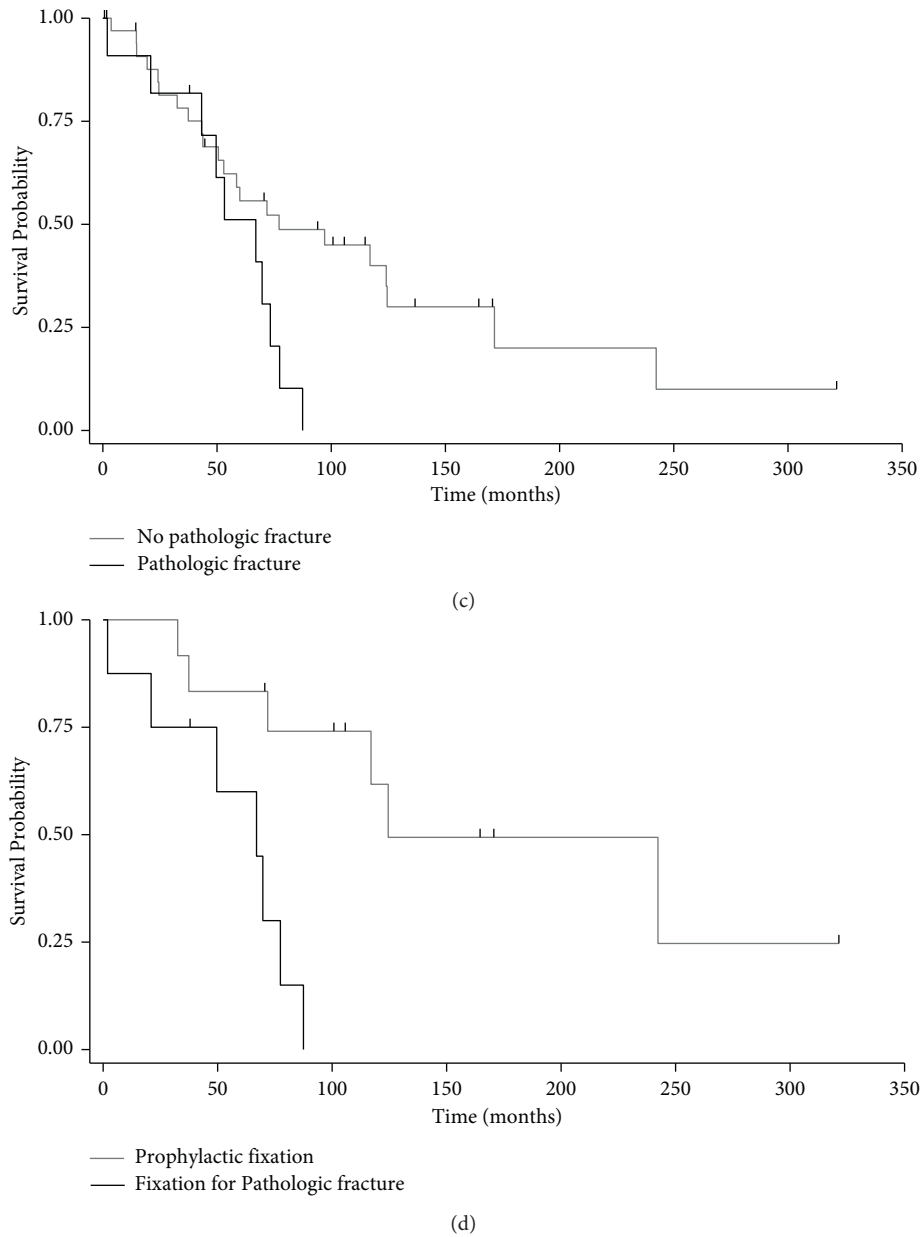 1.00
0.75
0.50
0.25
0.00
Survival Probability
0 50 100 150 200 250 300 350
Time (months)
No pathologic fracture
Pathologic fracture
(c)
1.00
0.75
0.50
0.25
0.00
Survival Probability
0 50 100 150 200 250 300 350
Time (months)
Prophylactic fixation
Fixation for Pathologic fracture
(d)